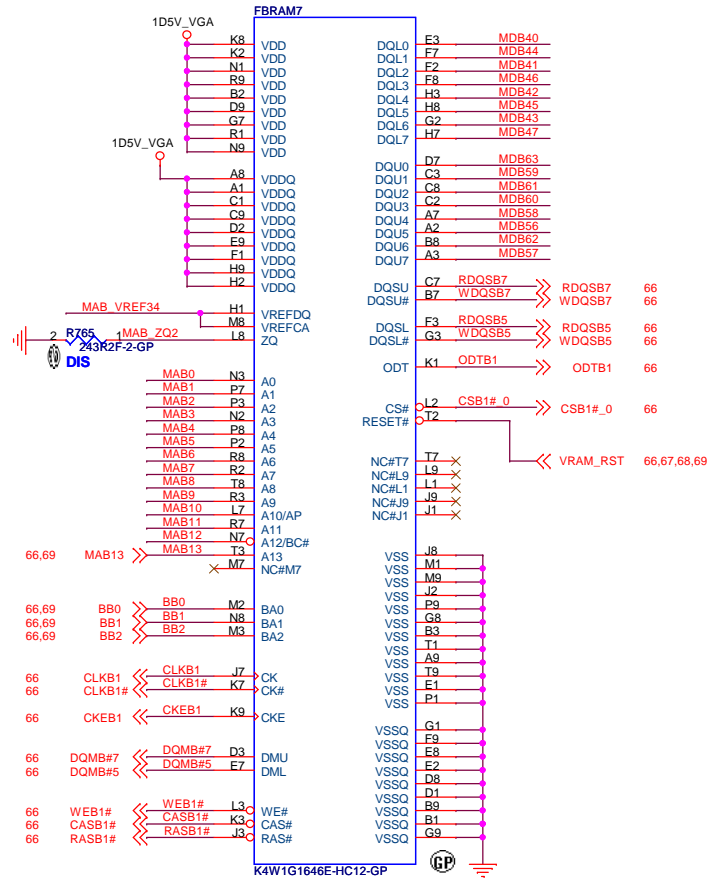 FBRAM7
1D5V_VGA
K8 VDD
K2 VDD
N1 VDD
R9 VDD
B2 VDD
D9 VDD
G7 VDD
R1 VDD
N9 VDD
1D5V_VGA
A8 VDDQ
A1 VDDQ
C1 VDDQ
C9 VDDQ
D2 VDDQ
E9 VDDQ
F1 VDDQ
H9 VDDQ
H2 VDDQ
MAB_VREF34 H1 VREFDQ
M8 VREFCA
2 R765 1 MAB_ZQ2 L8 ZQ
243R2F-2-GP
DIS
MAB0 N3 A0
MAB1 P7 A1
MAB2 P3 A2
MAB3 N2 A3
MAB4 P8 A4
MAB5 P2 A5
MAB6 R8 A6
MAB7 R2 A7
MAB8 T8 A8
MAB9 R3 A9
MAB10 L7 A10/AP
MAB11 R7 A11
MAB12 N7 A12/BC#
66,69 MAB13 MAB13 T3 A13
M7 NC#M7
66,69 BB0 BB0 M2 BA0
66,69 BB1 BB1 N8 BA1
66,69 BB2 BB2 M3 BA2
66 CLKB1 CLKB1 J7 CK
66 CLKB1# CLKB1# K7 CK#
66 CKEB1 CKEB1 K9 CKE
66 DQMB#7 DQMB#7 D3 DMU
66 DQMB#5 DQMB#5 E7 DML
66 WEB1# WEB1# L3 WE#
66 CASB1# CASB1# K3 CAS#
66 RASB1# RASB1# J3 RAS#
DQL0 E3 MDB40
DQL1 F7 MDB44
DQL2 F2 MDB41
DQL3 F8 MDB46
DQL4 H3 MDB42
DQL5 H8 MDB45
DQL6 G2 MDB43
DQL7 H7 MDB47
DQU0 D7 MDB63
DQU1 C3 MDB59
DQU2 C8 MDB61
DQU3 C2 MDB60
DQU4 A7 MDB58
DQU5 A2 MDB56
DQU6 B8 MDB62
DQU7 A3 MDB57
DQSU C7 RDQSB7 RDQSB7 66
DQSU# B7 WDQSB7 WDQSB7 66
DQSL F3 RDQSB5 RDQSB5 66
DQSL# G3 WDQSB5 WDQSB5 66
ODT K1 ODTB1 ODTB1 66
CS# L2 CSB1#_0 CSB1#_0 66
RESET# T2
VRAM_RST 66,67,68,69
NC#T7 T7
NC#L9 L9
NC#L1 L1
NC#J9 J9
NC#J1 J1
VSS J8
VSS M1
VSS M9
VSS J2
VSS P9
VSS G8
VSS B3
VSS T1
VSS A9
VSS T9
VSS E1
VSS P1
VSSQ G1
VSSQ F9
VSSQ E8
VSSQ E2
VSSQ D8
VSSQ D1
VSSQ B9
VSSQ B1
VSSQ G9
GP
K4W1G1646E-HC12-GP